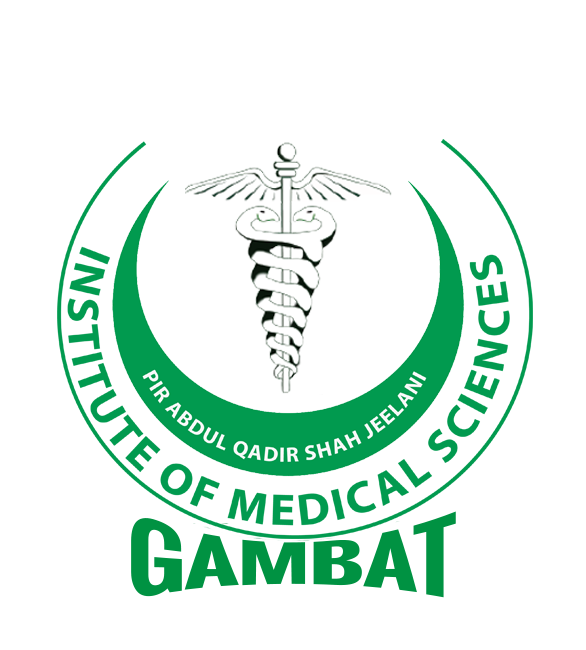 PIR ABDUL QADIR SHAH JEELANI
INSTITUTE OF MEDICAL SCIENCES
GAMBAT